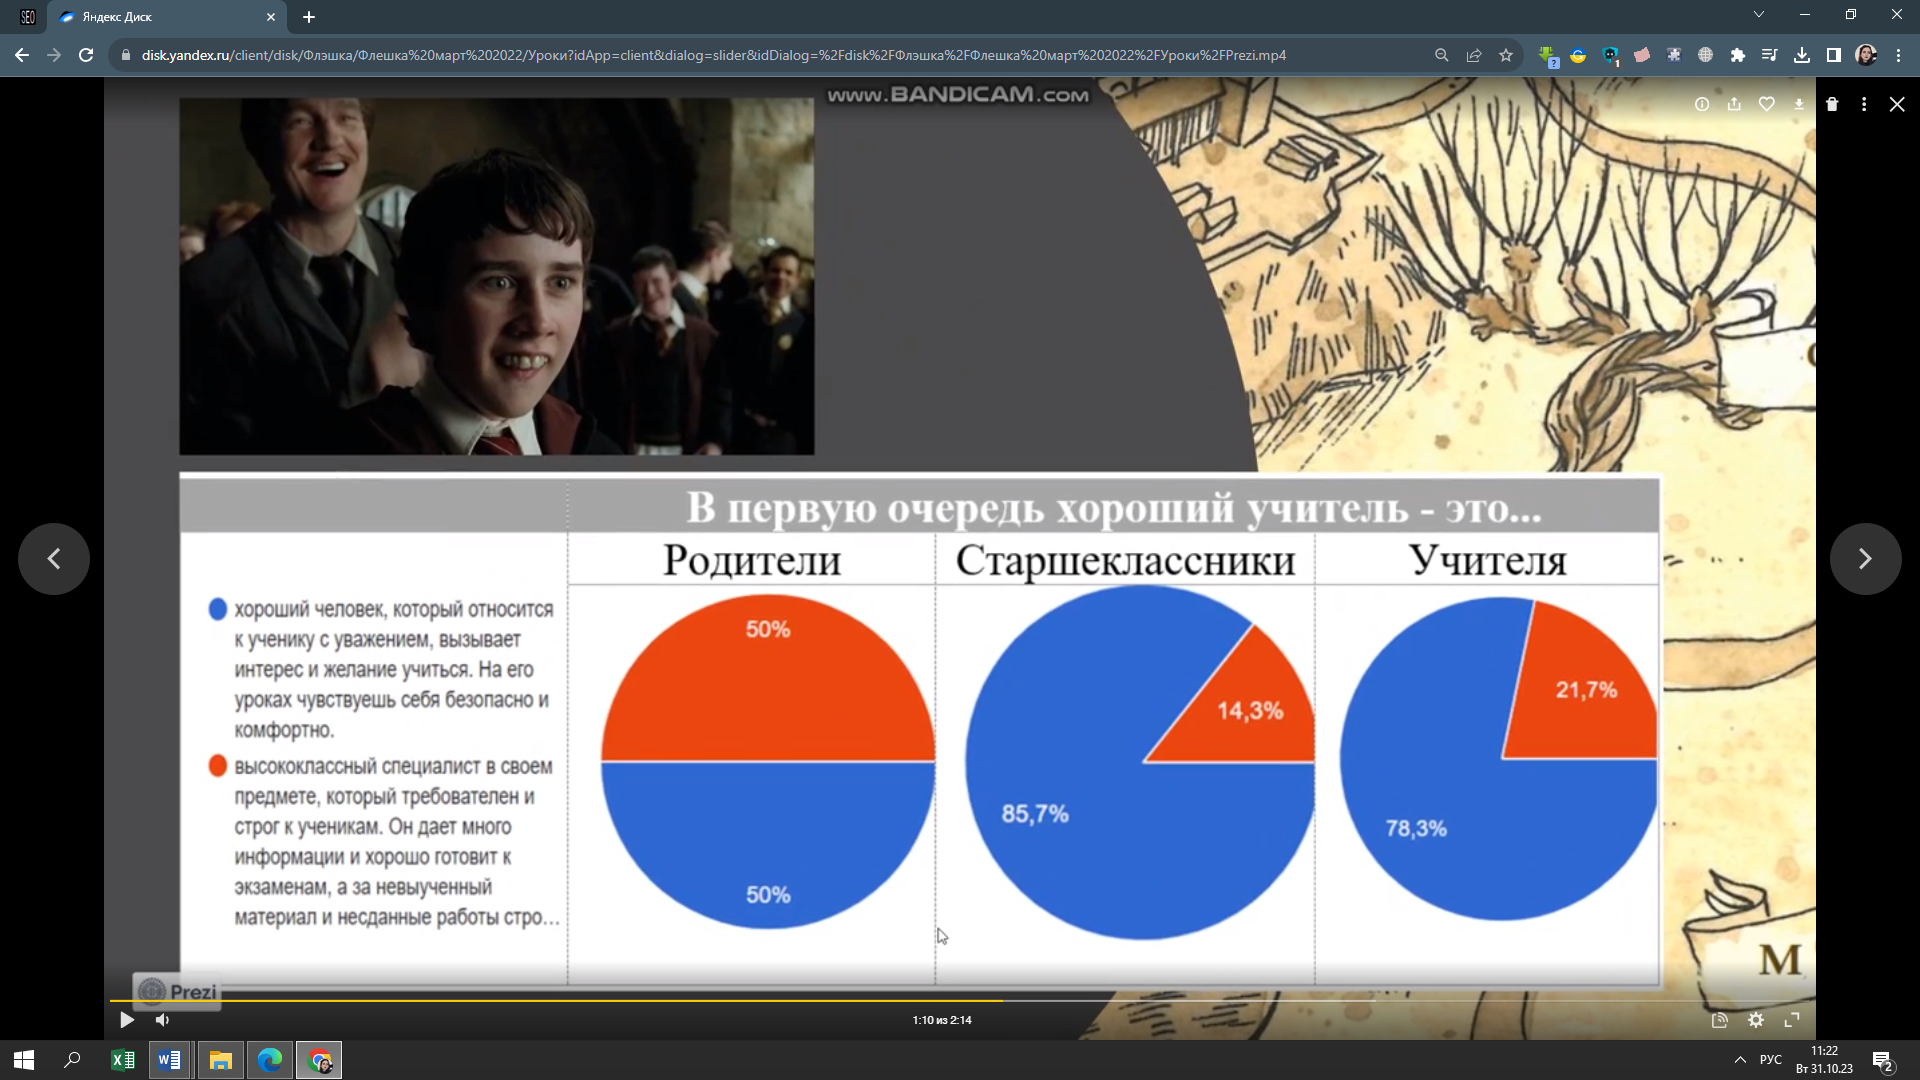 SEO
Яндекс Диск
disk.yandex.ru/client/disk/Флэшка/Флешка%20март%202022/Уроки?idApp=client&dialog=slider&idDialog=%2Fdisk%2FФлэшка%2FФлешка%20март%202022%2FУроки%2FPrezi.mp4
?
1
www.BANDICAM.com
В первую очередь хороший учитель - это...
Родители
Старшеклассники
Учителя
хороший человек, который относится
к ученику с уважением, вызывает
интерес и желание учиться. На его
уроках чувствуешь себя безопасно и
комфортно.
высококлассный специалист в своем
предмете, который требователен и
строг к ученикам. Он дает много
информации и хорошо готовит к
экзаменам, а за невыученный
материал и несданные работы стро...
50%
50%
14,3%
85,7%
21,7%
78,3%
М
Prezi
1:10 из 2:14
РУС
11:22
Вт 31.10.23
2